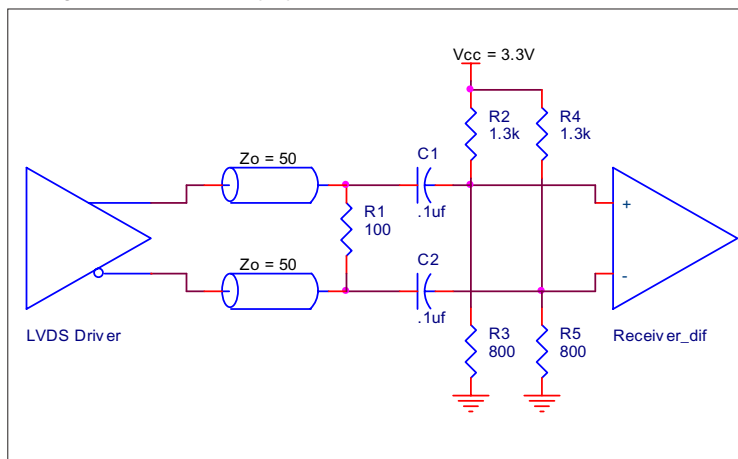 Vcc = 3.3V
R2
1.3k
R4
1.3k
Zo = 50
C1
.1uf
R1
100
+
Zo = 50
C2
.1uf
-
LVDS Driver
R3
800
R5
800
Receiver_dif